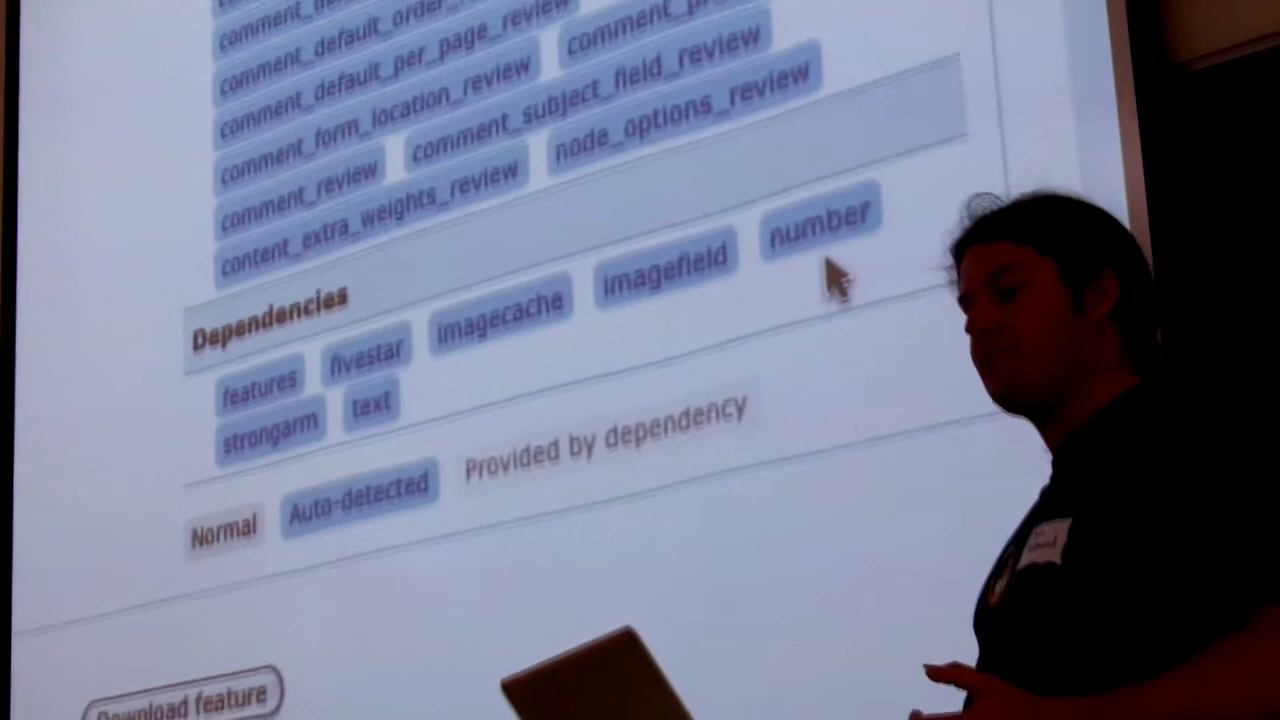 comment_default_order_
comment_default_per_page_review
comment_form_location_review
comment_subject_field_review
comment_review
node_options_review
content_extra_weights_review
Dependencies
features fivestar imagecache imagefield number
strongarm text
Normal Auto-detected Provided by dependency
Download feature